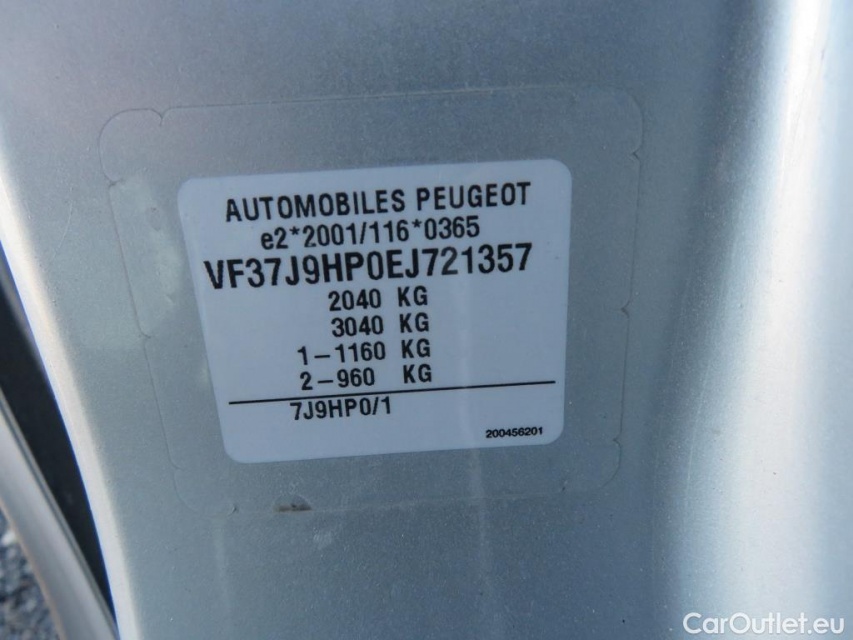 AUTOMOBILES PEUGEOT
e2*2001/116*0365
VF37J9HP0EJ721357
2040 KG
3040 KG
1-1160 KG
2-960 KG
7J9HP0/1
200456201
CarOutlet.eu